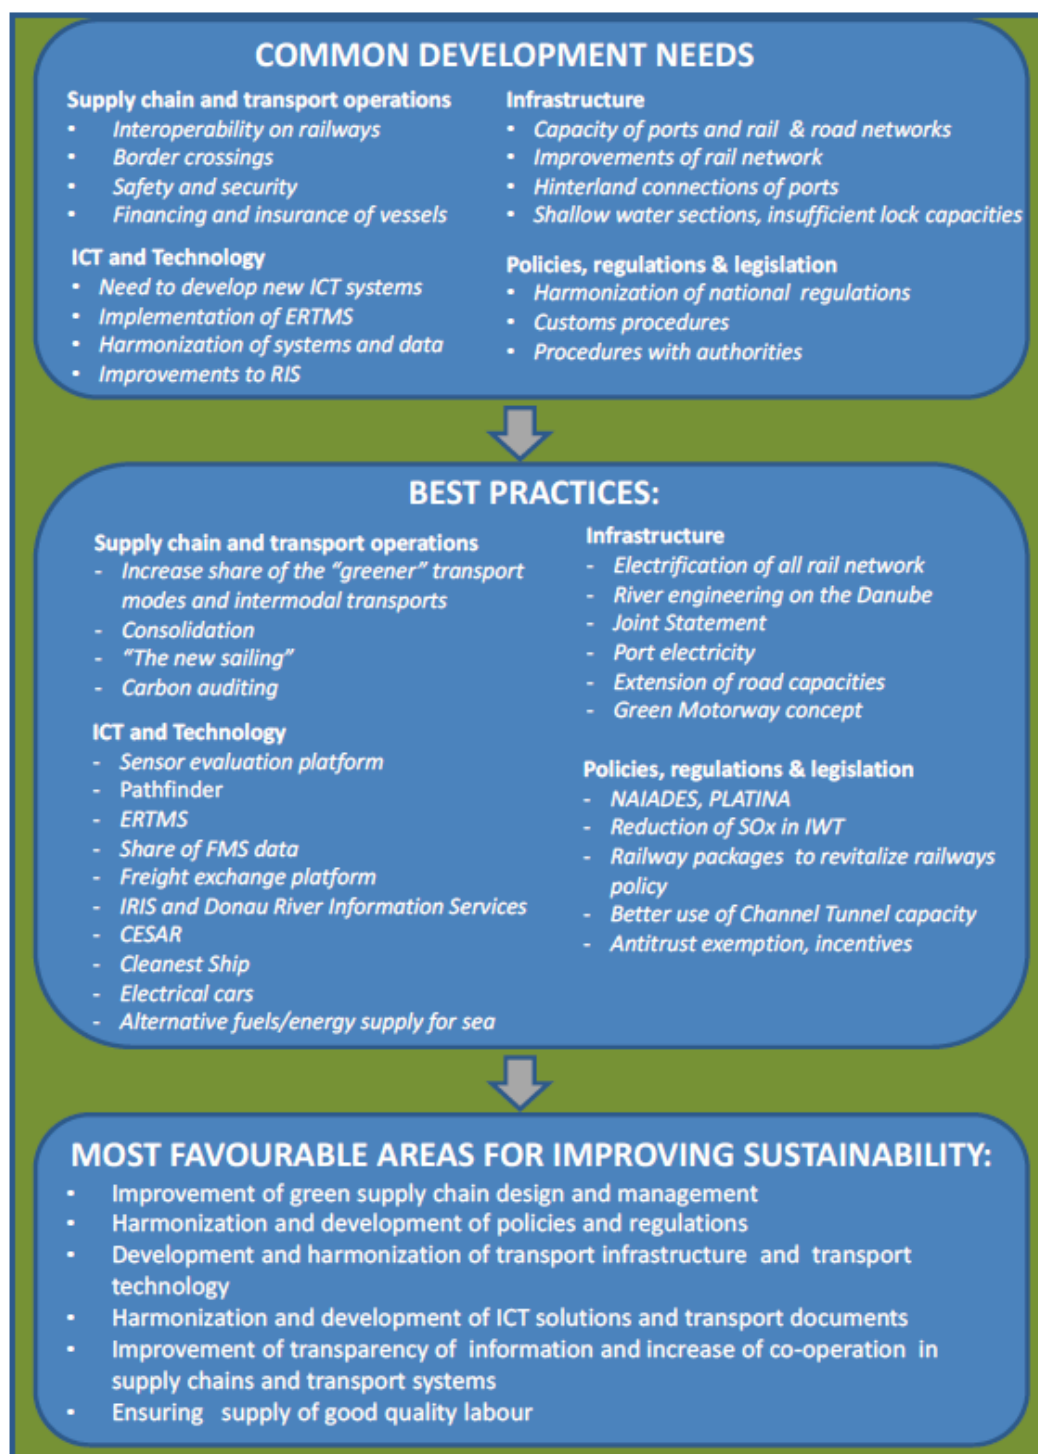 COMMON DEVELOPMENT NEEDS
Supply chain and transport operations
• Interoperability on railways
• Border crossings
• Safety and security
• Financing and insurance of vessels
ICT and Technology
• Need to develop new ICT systems
• Implementation of ERTMS
• Harmonization of systems and data
• Improvements to RIS
Infrastructure
• Capacity of ports and rail & road networks
• Improvements of rail network
• Hinterland connections of ports
• Shallow water sections, insufficient lock capacities
Policies, regulations & legislation
• Harmonization of national regulations
• Customs procedures
• Procedures with authorities
BEST PRACTICES:
Supply chain and transport operations
- Increase share of the “greener” transport
modes and intermodal transports
- Consolidation
- “The new sailing”
- Carbon auditing
ICT and Technology
- Sensor evaluation platform
- Pathfinder
- ERTMS
- Share of FMS data
- Freight exchange platform
- IRIS and Donau River Information Services
- CESAR
- Cleanest Ship
- Electrical cars
- Alternative fuels/energy supply for sea
Infrastructure
- Electrification of all rail network
- River engineering on the Danube
- Joint Statement
- Port electricity
- Extension of road capacities
- Green Motorway concept
Policies, regulations & legislation
- NAIADES, PLATINA
- Reduction of SOx in IWT
- Railway packages to revitalize railways
policy
- Better use of Channel Tunnel capacity
- Antitrust exemption, incentives
MOST FAVOURABLE AREAS FOR IMPROVING SUSTAINABILITY:
• Improvement of green supply chain design and management
• Harmonization and development of policies and regulations
• Development and harmonization of transport infrastructure and transport
technology
• Harmonization and development of ICT solutions and transport documents
• Improvement of transparency of information and increase of co-operation in
supply chains and transport systems
• Ensuring supply of good quality labour